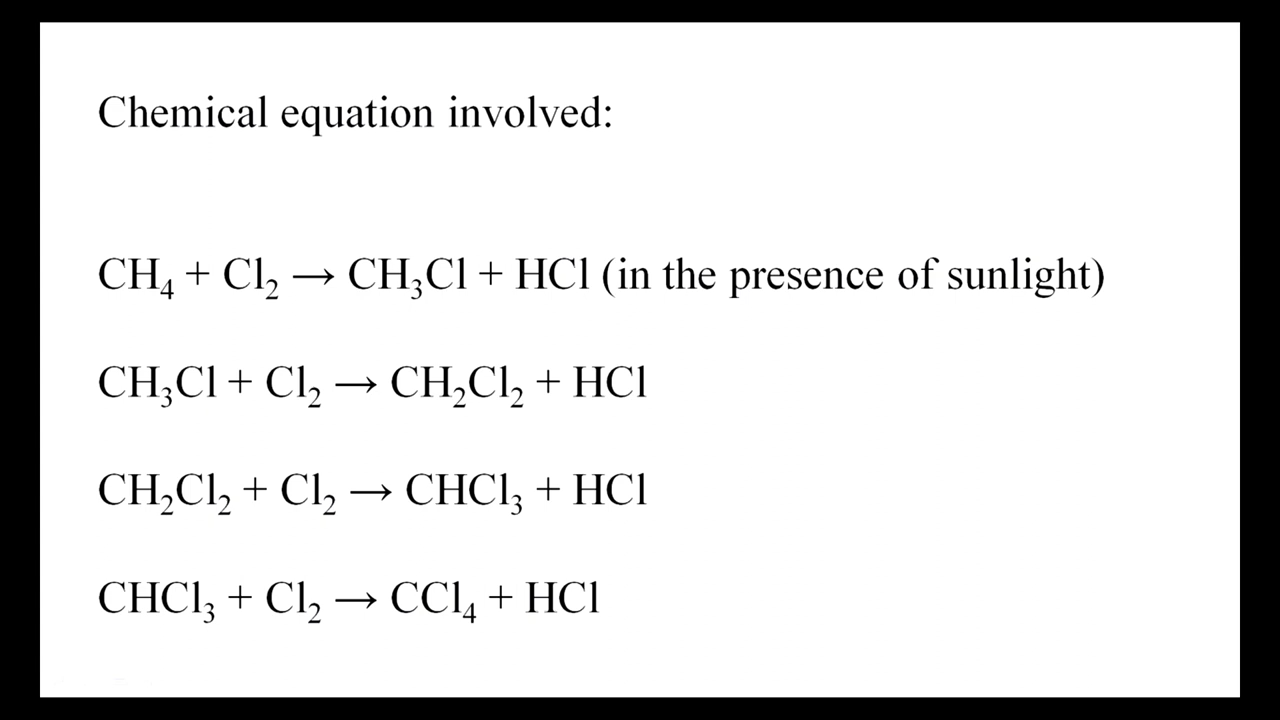 Chemical equation involved:
CH₄ + Cl₂ → CH₃Cl + HCl (in the presence of sunlight)
CH₃Cl + Cl₂ → CH₂Cl₂ + HCl
CH₂Cl₂ + Cl₂ → CHCl₃ + HCl
CHCl₃ + Cl₂ → CCl₄ + HCl